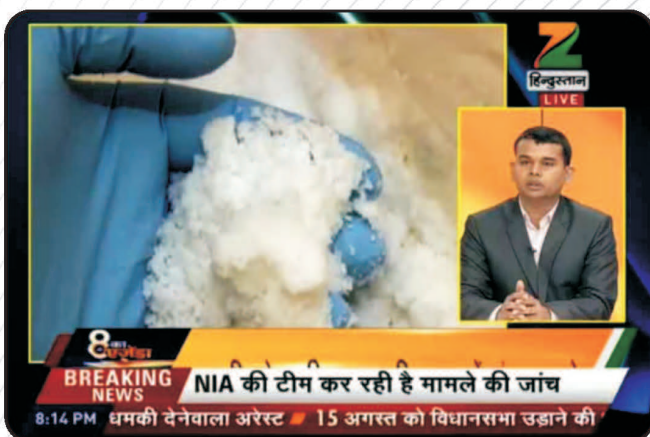 Z
हिन्दुस्तान
LIVE
8 का
एजेंडा
BREAKING
NEWS
NIA की टीम कर रही है मामले की जांच
8:14 PM
धमकी देनेवाला अरेस्ट
15 अगस्त को विधानसभा उड़ाने की